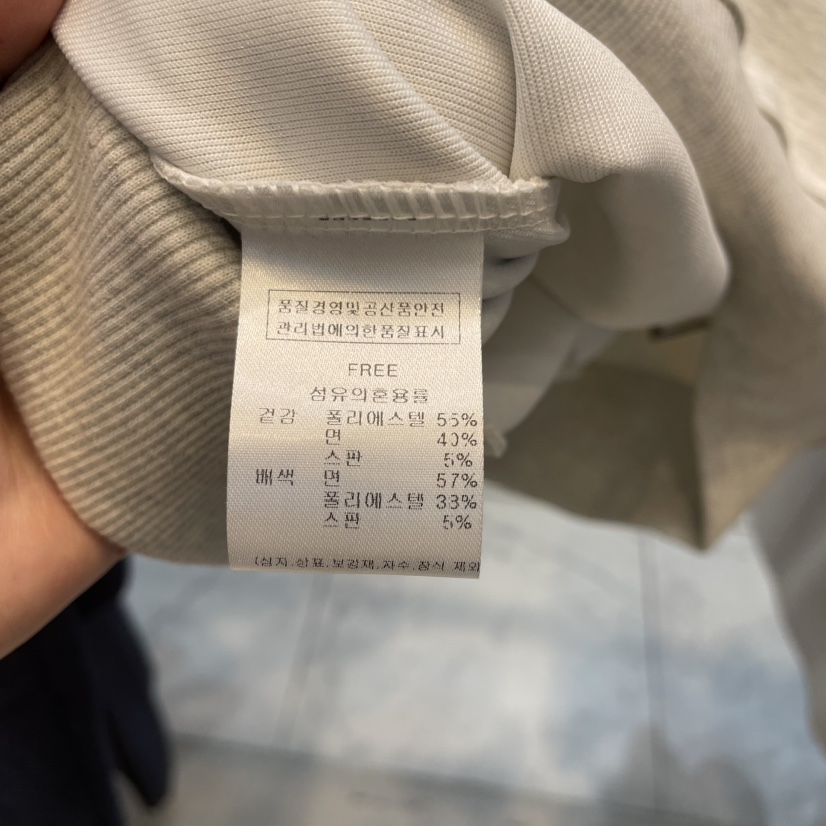 품질경영및공산품안전
관리법에의한품질표시
FREE
섬유의혼용률
겉감 폴리에스텔 55%
면 40%
스판 5%
배색 면 57%
폴리에스텔 38%
스판 5%
(심지.상표.보강재.자수.장식 제외